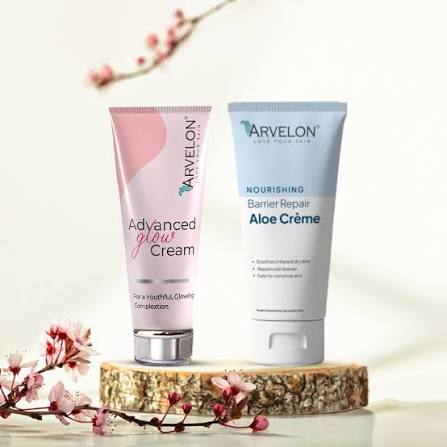 ARVELON®
LOVE YOUR SKIN
Advanced
glow
Cream
For a Youthful, Glowing
Complextion
ARVELON®
LOVE YOUR SKIN
NOURISHING
Barrier Repair
Aloe Crème
• Soothes irritated dry skin
• Repairs skin barrier
• Safe for sensitive skin